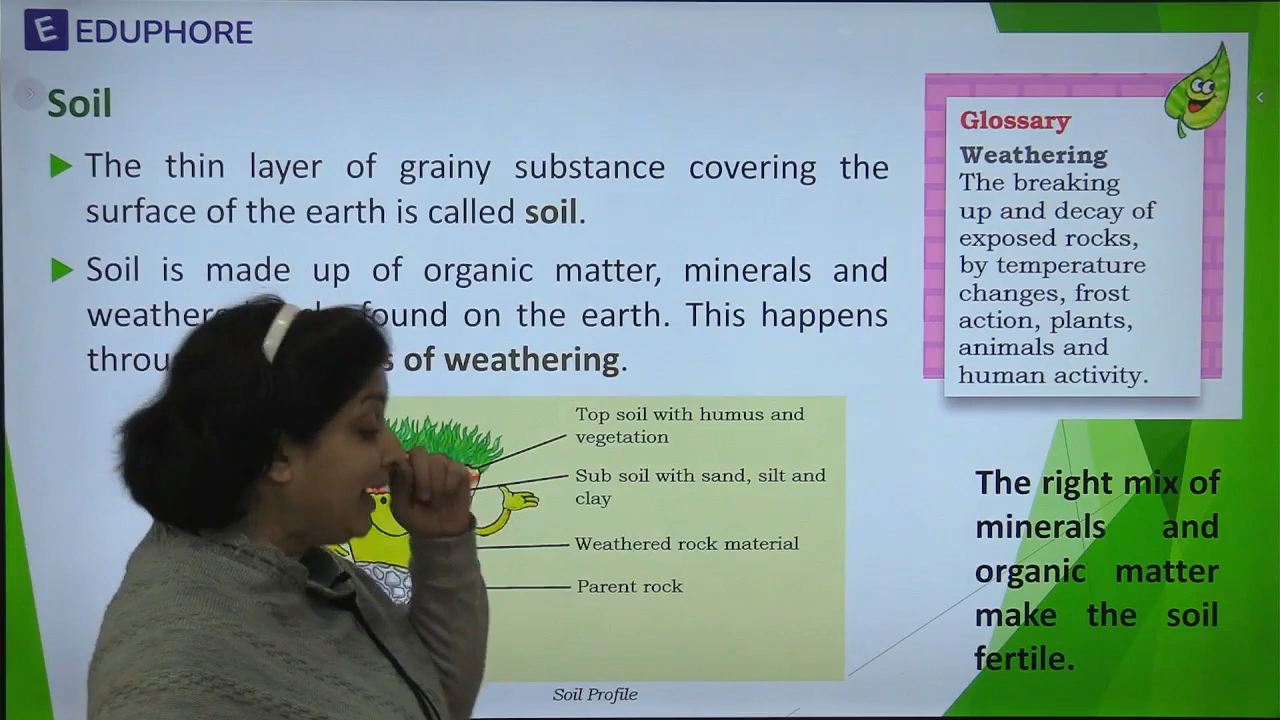 E EDUPHORE
Soil
The thin layer of grainy substance covering the
surface of the earth is called soil.
Soil is made up of organic matter, minerals and
found on the earth. This happens
of weathering.
Top soil with humus and
vegetation
Sub soil with sand, silt and
clay
Weathered rock material
Parent rock
Soil Profile
Glossary
Weathering
The breaking
up and decay of
exposed rocks,
by temperature
changes, frost
action, plants,
animals and
human activity.
The right mix of
minerals and
organic matter
make the soil
fertile.